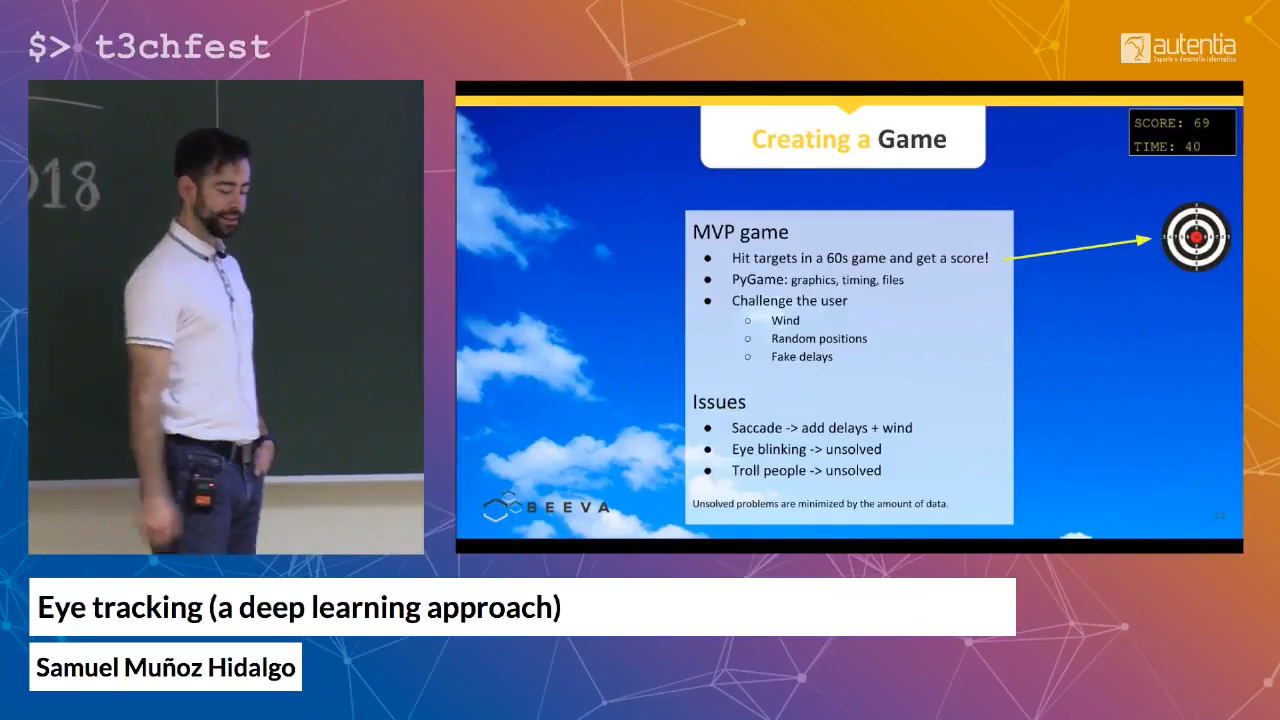 $> t3chfest
autentia
Soporte a desarrollo informático
018
Creating a Game
SCORE: 69
TIME: 40
MVP game
● Hit targets in a 60s game and get a score!
● PyGame: graphics, timing, files
● Challenge the user
○ Wind
○ Random positions
○ Fake delays
Issues
● Saccade -> add delays + wind
● Eye blinking -> unsolved
● Troll people -> unsolved
Unsolved problems are minimized by the amount of data.
BEEVA
Eye tracking (a deep learning approach)
Samuel Muñoz Hidalgo